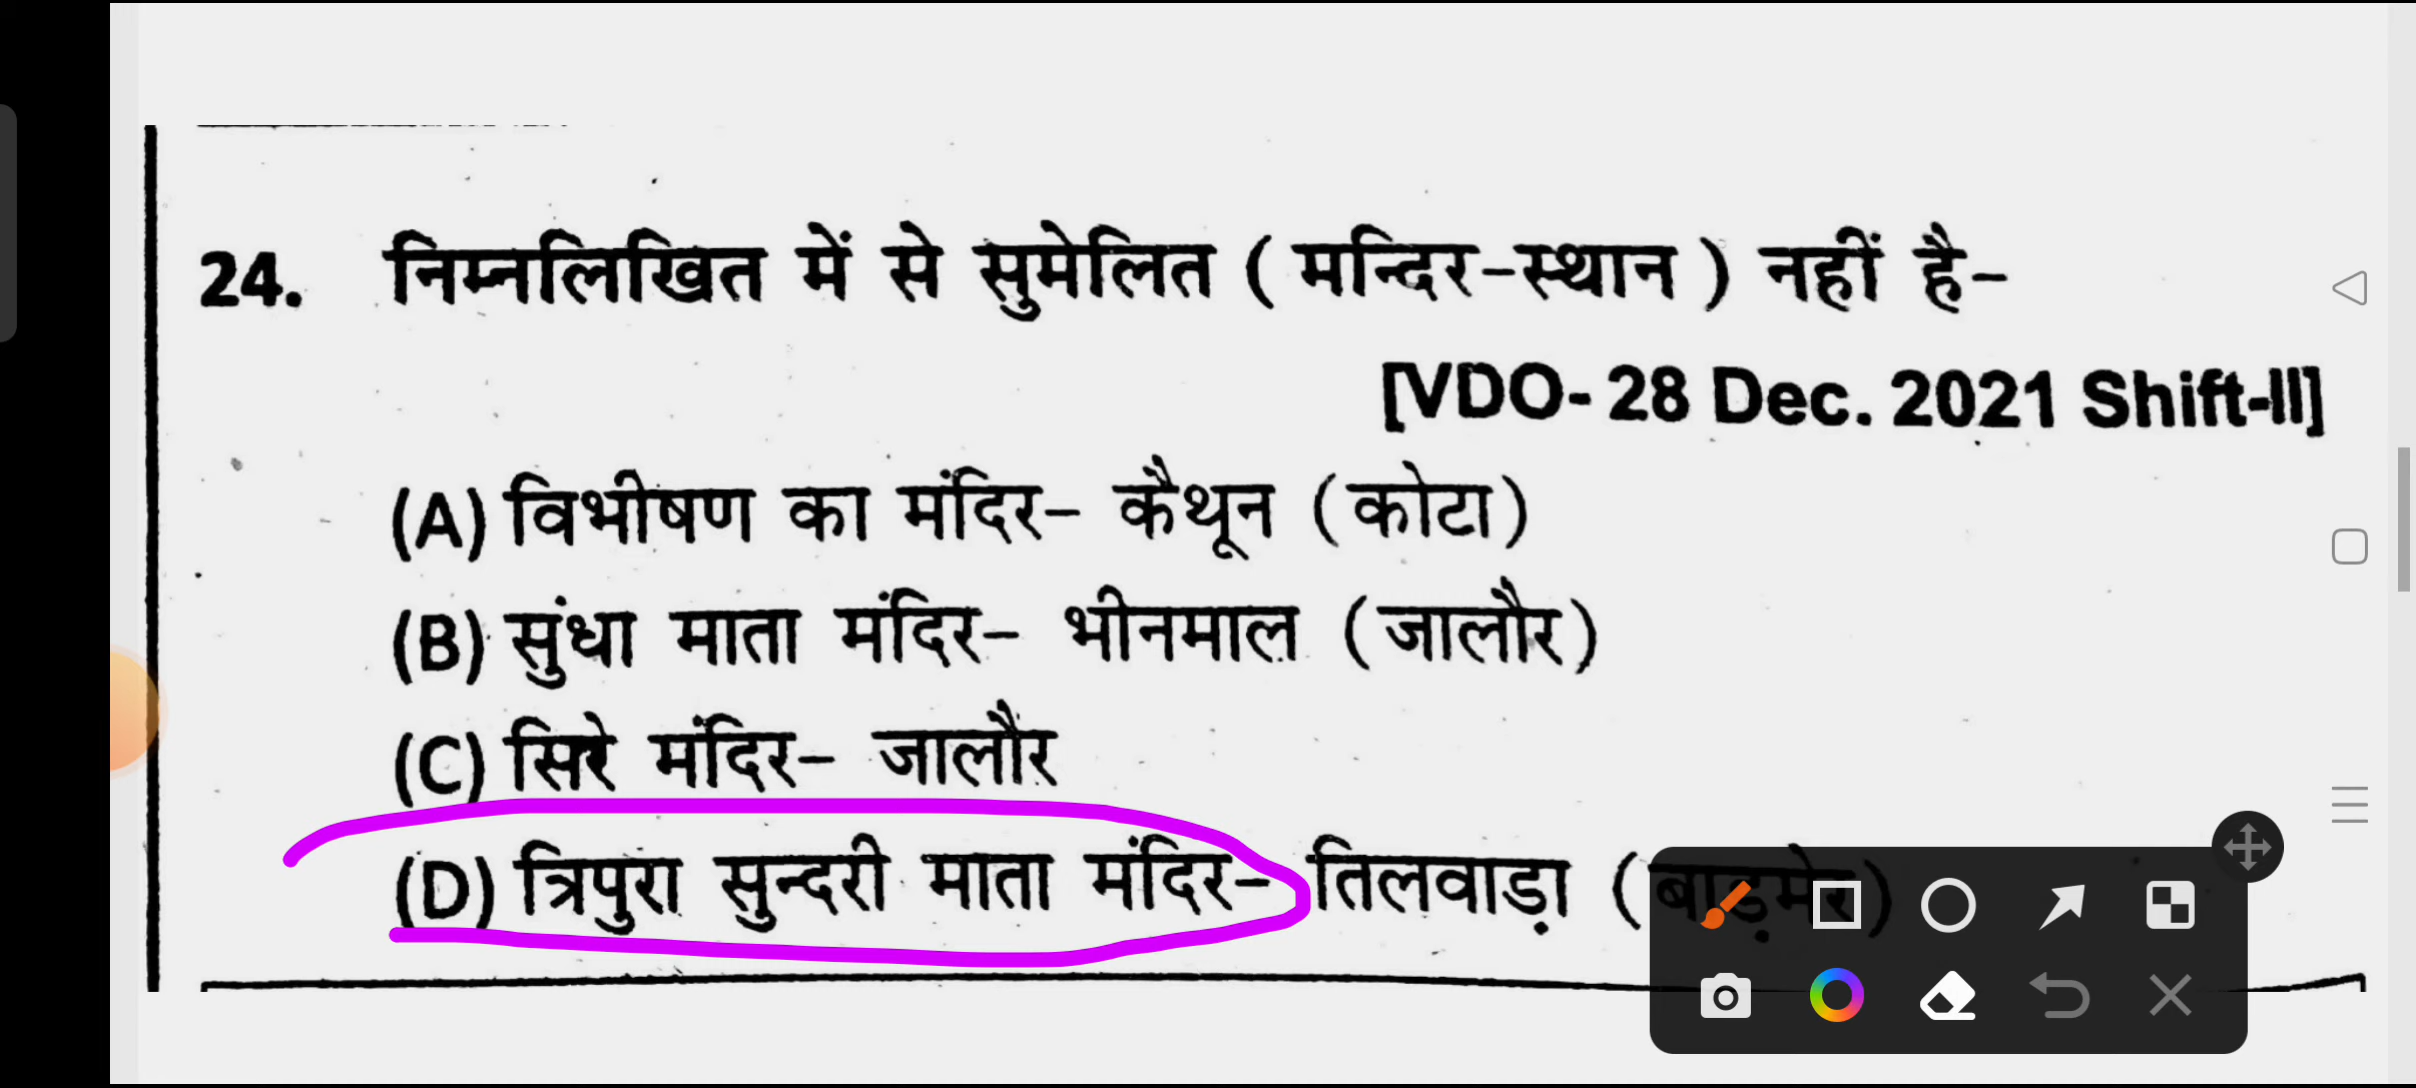 24. निम्नलिखित में से सुमेलित ( मन्दिर-स्थान ) नहीं है-
[VDO- 28 Dec. 2021 Shift-II]
(A) विभीषण का मंदिर- कैथून (कोटा)
(B) सुंधा माता मंदिर- भीनमाल (जालौर)
(C) सिरे मंदिर- जालौर
(D) त्रिपुरा सुन्दरी माता मंदिर- तिलवाड़ा (बाड़मेर)